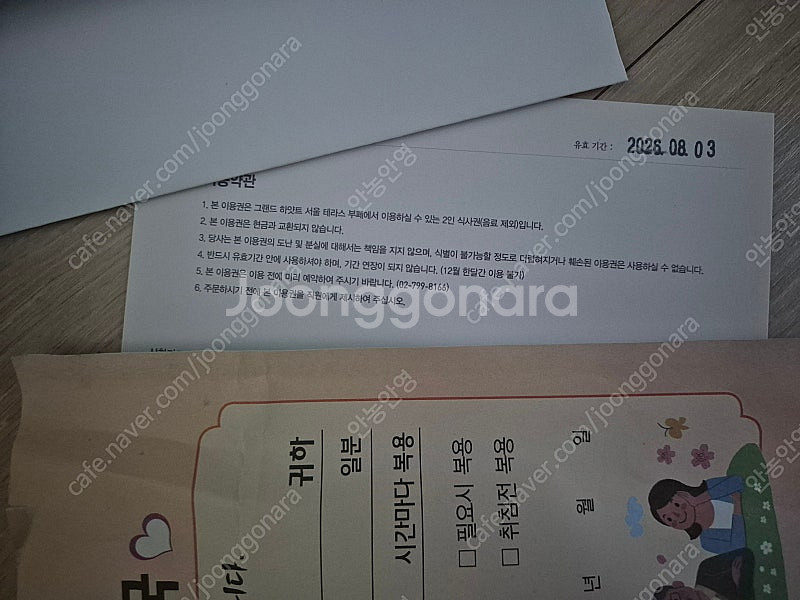 유효 기간 : 2026. 08. 03
이용약관
1. 본 이용권은 그랜드 하얏트 서울 테라스 뷔페에서 이용하실 수 있는 2인 식사권(음료 제외)입니다.
2. 본 이용권은 현금과 교환되지 않습니다.
3. 당사는 본 이용권의 도난 및 분실에 대해서는 책임을 지지 않으며, 식별이 불가능할 정도로 더럽혀지거나 훼손된 이용권은 사용하실 수 없습니다.
4. 반드시 유효기간 안에 사용하셔야 하며, 기간 연장이 되지 않습니다. (12월 한달간 이용 불가)
5. 본 이용권은 이용 전에 미리 예약하여 주시기 바랍니다. (02-799-8166)
6. 주문하시기 전에 본 이용권을 직원에게 제시하여 주십시오.
joonggonara
귀하
일분
시간마다 복용
□ 필요시 복용
□ 취침전 복용
년 월 일
니다.
국
cafe.naver.com/joonggonara
안농안영